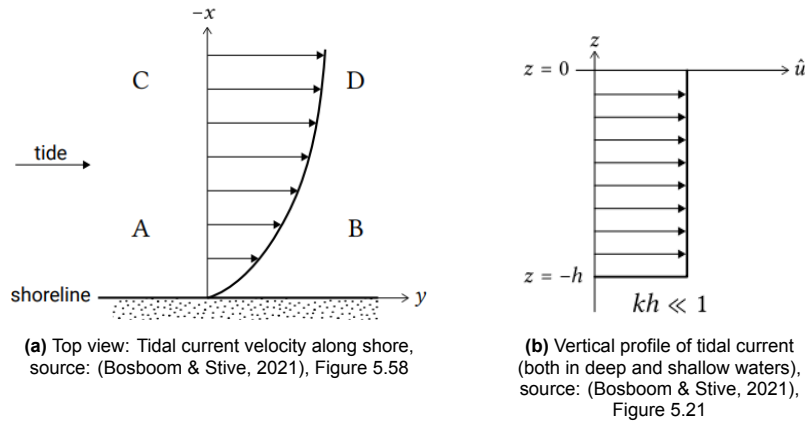 −x
C
D
tide
A
B
shoreline
y
(a) Top view: Tidal current velocity along shore,
source: (Bosboom & Stive, 2021), Figure 5.58
z
z = 0
û
z = −h
kh ≪ 1
(b) Vertical profile of tidal current
(both in deep and shallow waters),
source: (Bosboom & Stive, 2021),
Figure 5.21